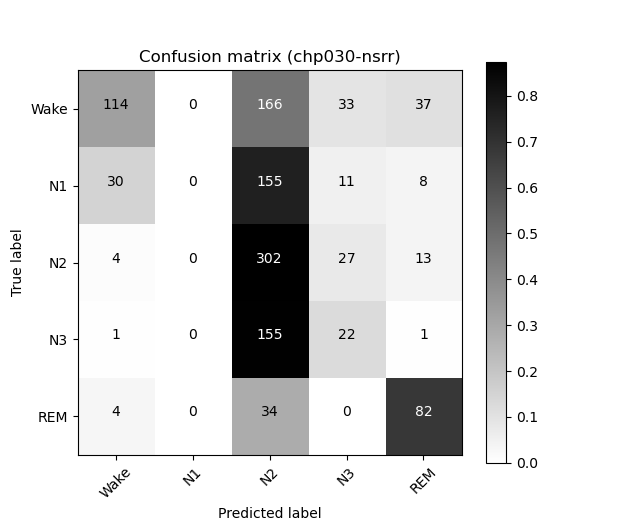 Confusion matrix (chp030-nsrr)
Wake 114 0 166 33 37
N1 30 0 155 11 8
N2 4 0 302 27 13
N3 1 0 155 22 1
REM 4 0 34 0 82
Wake N1 N2 N3 REM
True label
Predicted label
0.8
0.7
0.6
0.5
0.4
0.3
0.2
0.1
0.0